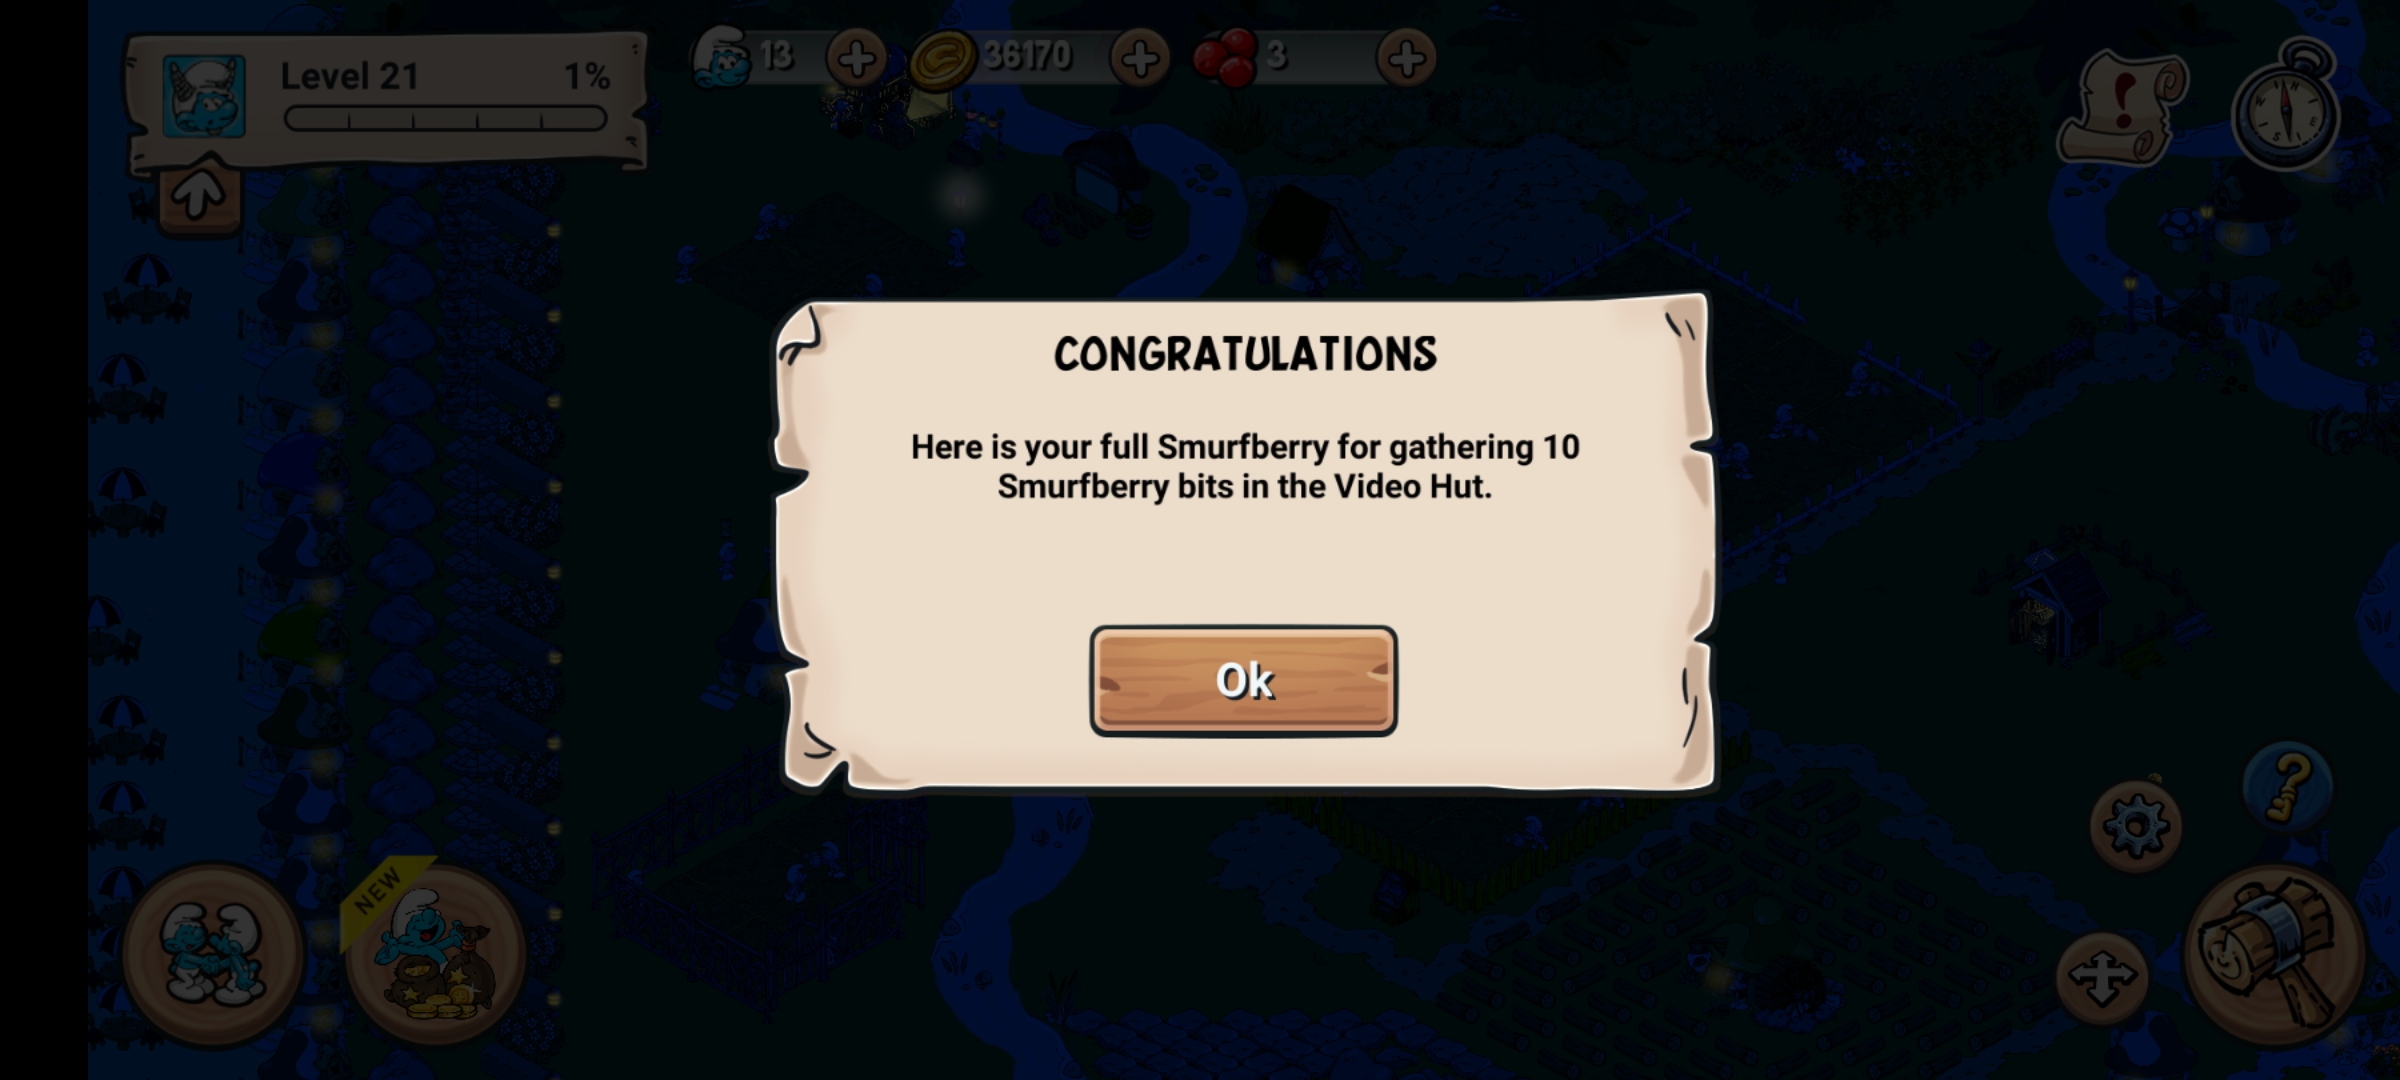 Level 21 1%
13
36170
3
CONGRATULATIONS
Here is your full Smurfberry for gathering 10
Smurfberry bits in the Video Hut.
Ok
NEW